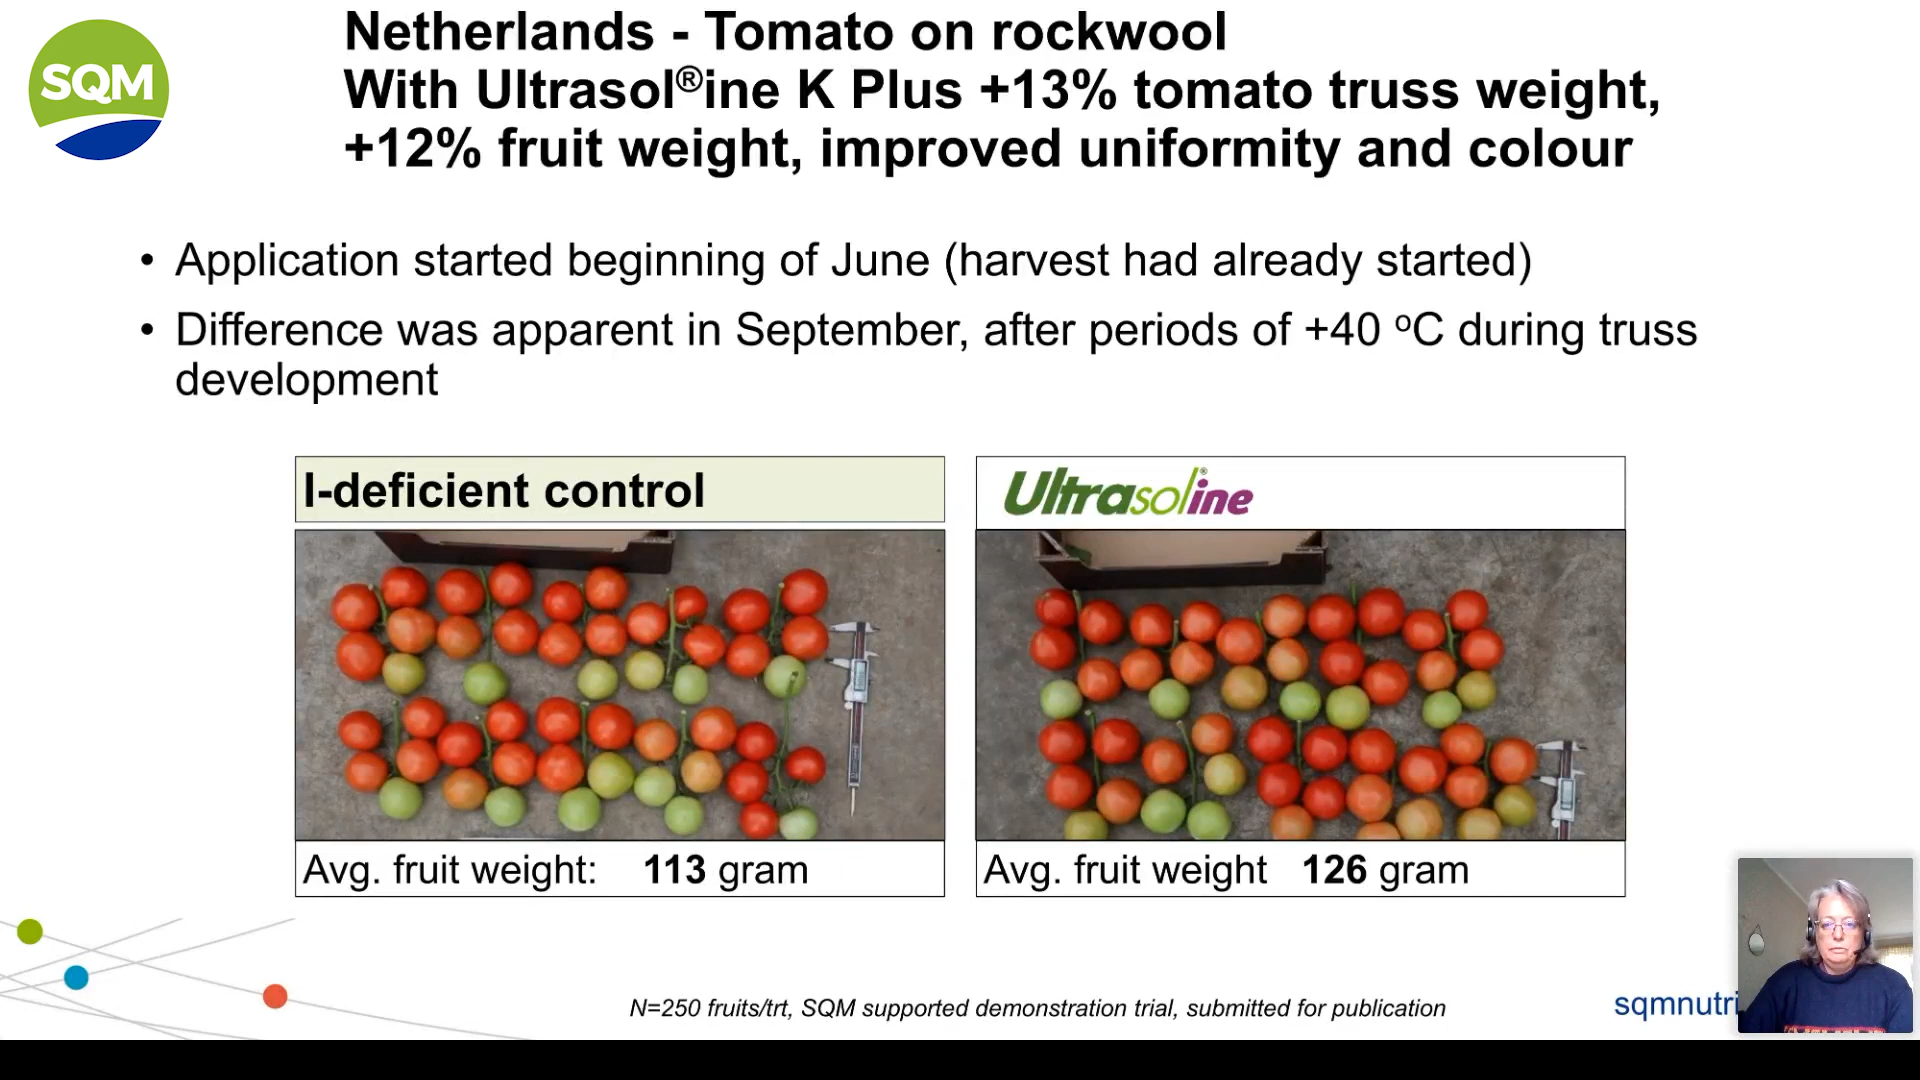 SQM
Netherlands - Tomato on rockwool
With Ultrasol®ine K Plus +13% tomato truss weight,
+12% fruit weight, improved uniformity and colour
• Application started beginning of June (harvest had already started)
• Difference was apparent in September, after periods of +40 ºC during truss
development
I-deficient control
Ultrasoline®
Avg. fruit weight: 113 gram
Avg. fruit weight 126 gram
N=250 fruits/trt, SQM supported demonstration trial, submitted for publication
sqmnutri